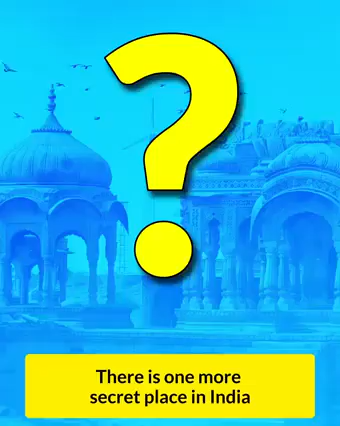 ?
There is one more
secret place in India